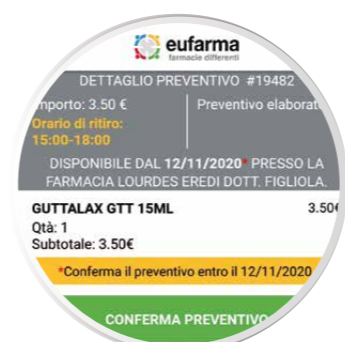 eufarma
farmacie differenti
DETTAGLIO PREVENTIVO #19482
Importo: 3.50 €
Preventivo elaborato
Orario di ritiro:
15:00-18:00
DISPONIBILE DAL 12/11/2020* PRESSO LA
FARMACIA LOURDES EREDI DOTT. FIGLIOLA.
GUTTALAX GTT 15ML 3.50€
Qtà: 1
Subtotale: 3.50€
*Conferma il preventivo entro il 12/11/2020
CONFERMA PREVENTIVO